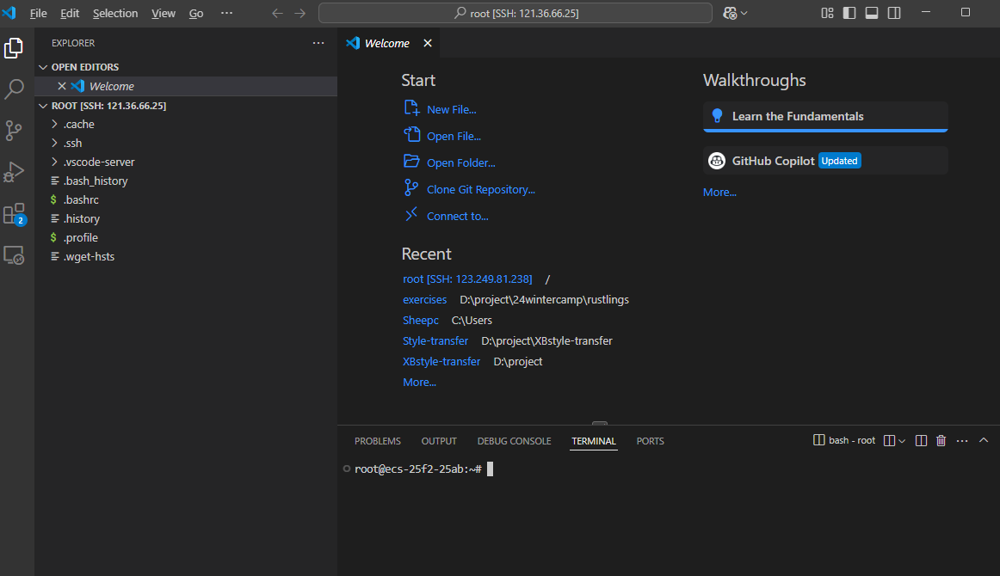 File Edit Selection View Go ··· root [SSH: 121.36.66.25]
EXPLORER ···
OPEN EDITORS
Welcome
ROOT [SSH: 121.36.66.25]
.cache
.ssh
.vscode-server
.bash_history
$ .bashrc
.history
$ .profile
.wget-hsts
2
Welcome
Start
New File...
Open File...
Open Folder...
Clone Git Repository...
Connect to...
Recent
root [SSH: 123.249.81.238] /
exercises D:\project\24wintercamp\rustlings
Sheepc C:\Users
Style-transfer D:\project\XBstyle-transfer
XBstyle-transfer D:\project
More...
Walkthroughs
Learn the Fundamentals
GitHub Copilot Updated
More...
PROBLEMS OUTPUT DEBUG CONSOLE TERMINAL PORTS bash - root ···
root@ecs-25f2-25ab:~#